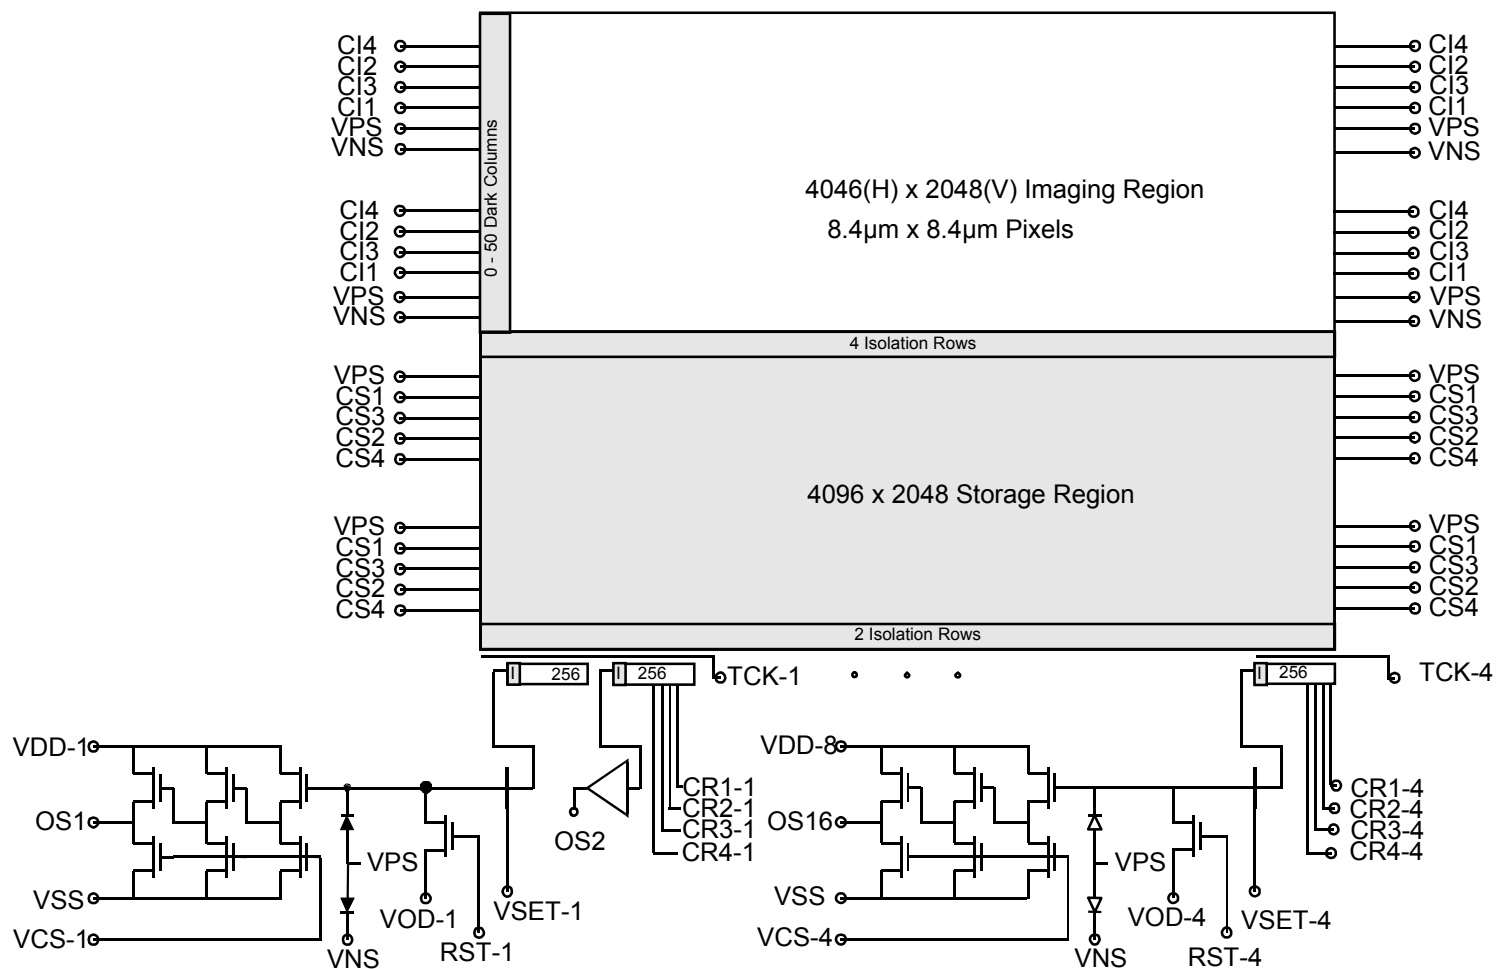 CI4
CI2
CI3
CI1
VPS
VNS
CI4
CI2
CI3
CI1
VPS
VNS
VPS
CS1
CS3
CS2
CS4
VPS
CS1
CS3
CS2
CS4
0 - 50 Dark Columns
4046(H) x 2048(V) Imaging Region
8.4µm x 8.4µm Pixels
4 Isolation Rows
4096 x 2048 Storage Region
2 Isolation Rows
CI4
CI2
CI3
CI1
VPS
VNS
CI4
CI2
CI3
CI1
VPS
VNS
VPS
CS1
CS3
CS2
CS4
VPS
CS1
CS3
CS2
CS4
I 256
I 256
TCK-1
I 256
TCK-4
VDD-1
OS1
VSS
VCS-1
VPS
VNS
VOD-1
RST-1
VSET-1
OS2
CR1-1
CR2-1
CR3-1
CR4-1
VDD-8
OS16
VSS
VCS-4
VPS
VNS
VOD-4
RST-4
VSET-4
CR1-4
CR2-4
CR3-4
CR4-4